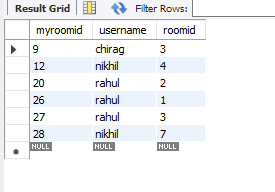 Result Grid Filter Rows:
myroomid username roomid
9 chirag 3
12 nikhil 4
20 rahul 2
26 rahul 1
27 rahul 3
28 nikhil 7
NULL NULL NULL